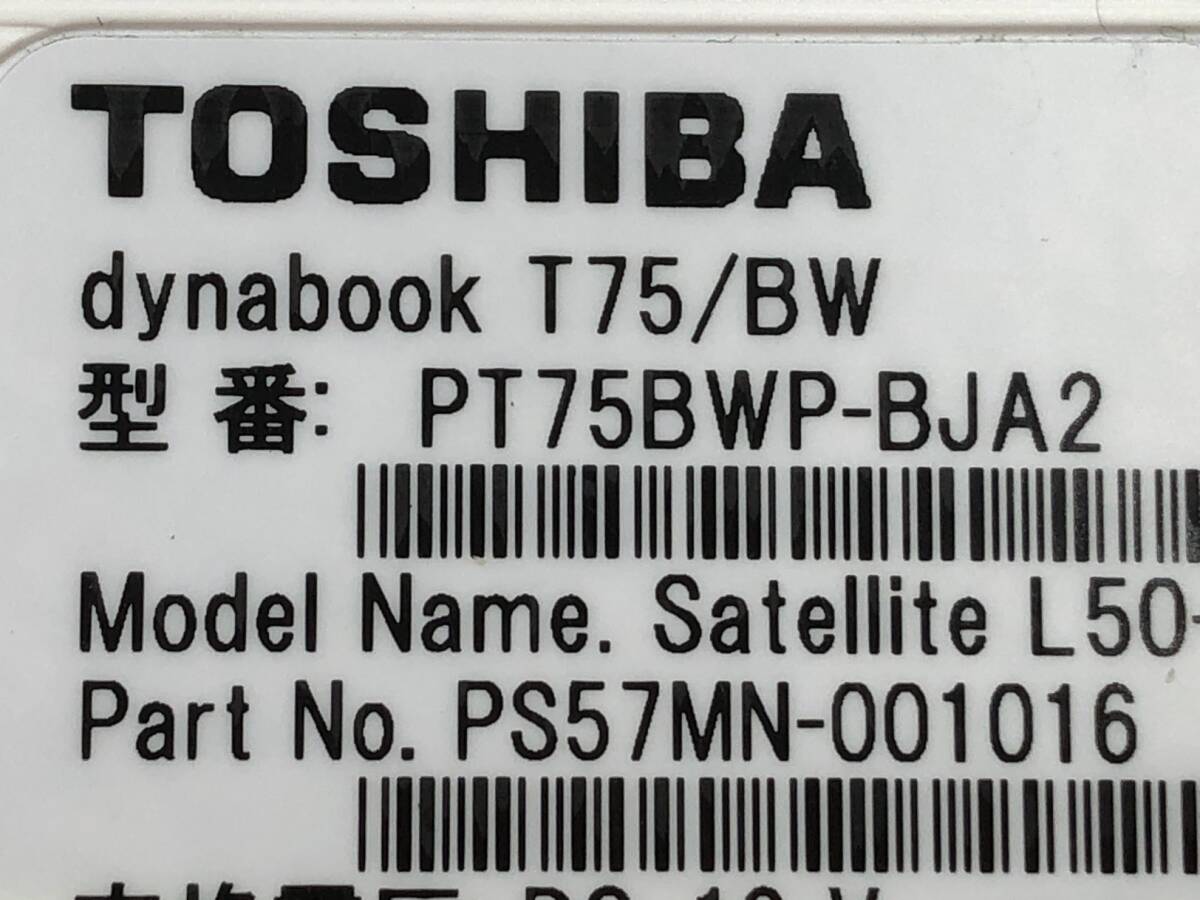 TOSHIBA
dynabook T75/BW
型 番: PT75BWP-BJA2
Model Name. Satellite L50-
Part No. PS57MN-001016